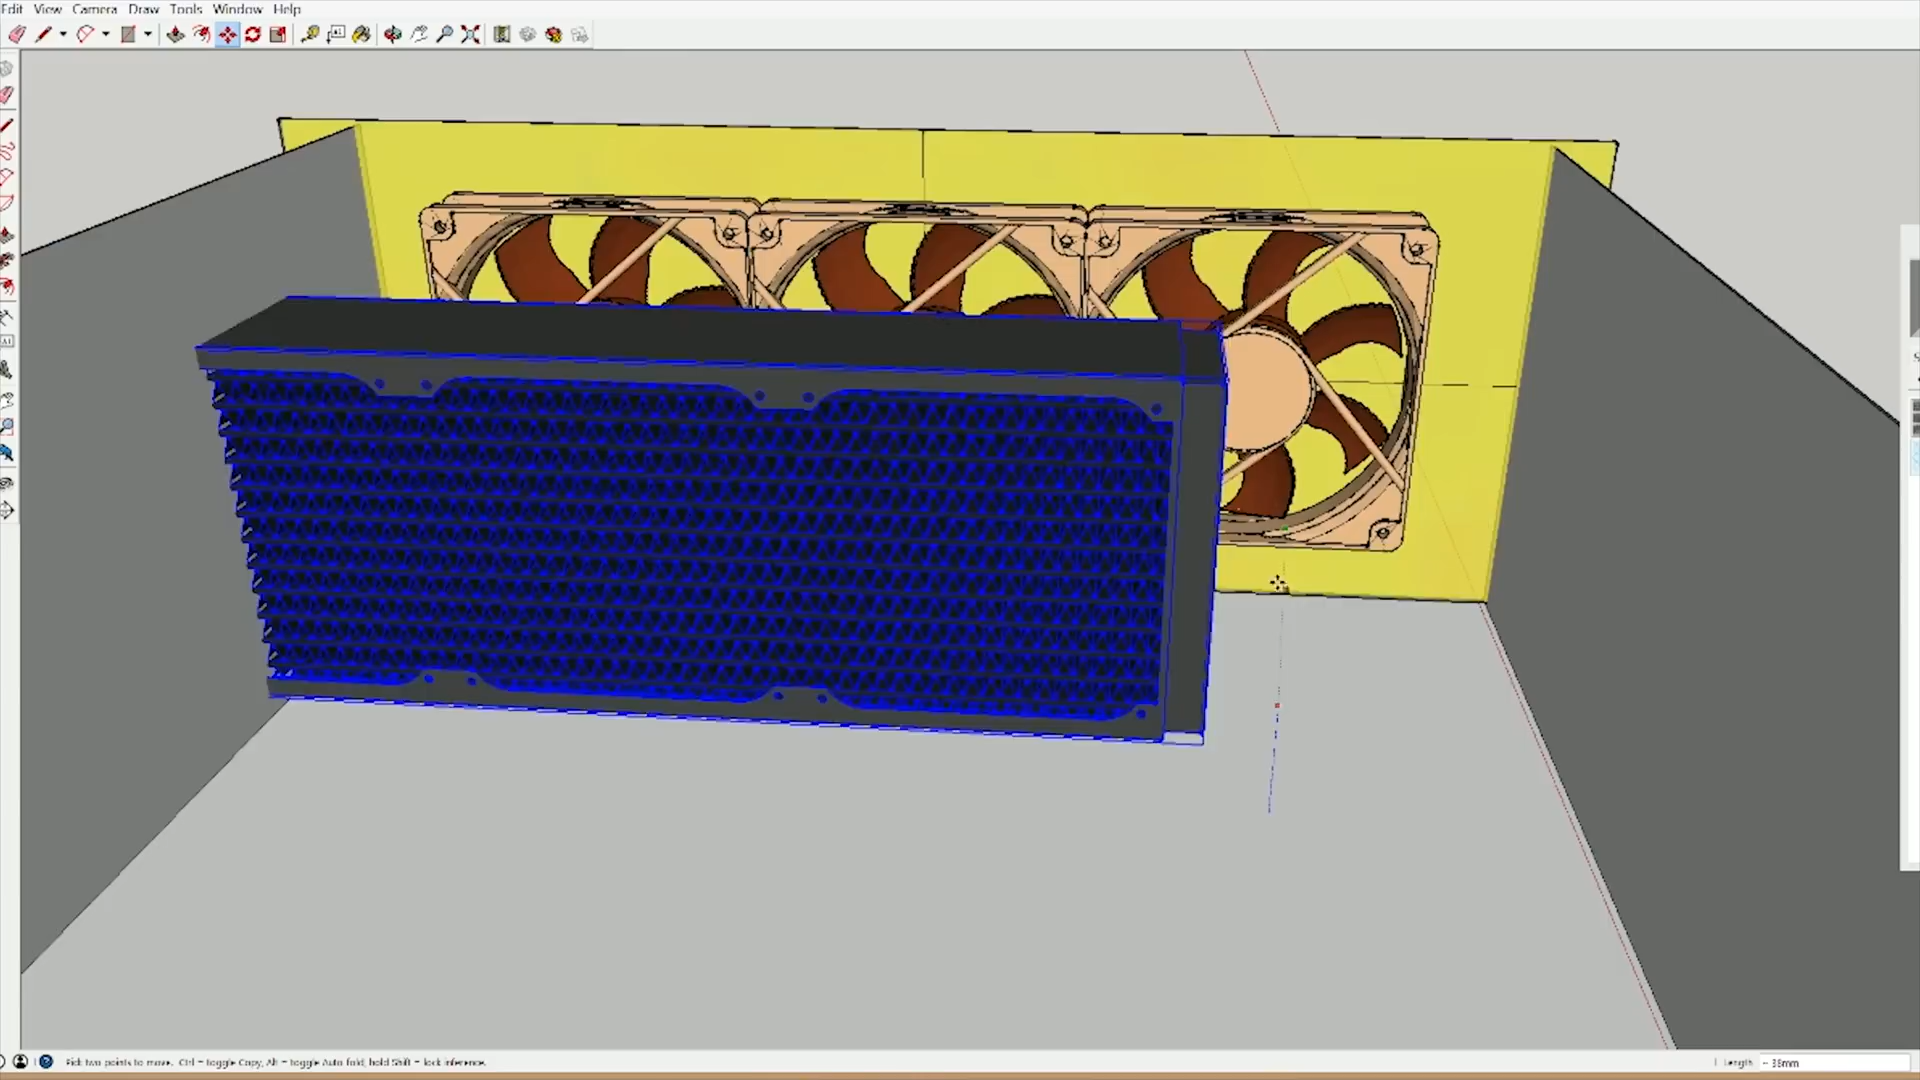 Edit View Camera Draw Tools Window Help
Pick two points to move. Ctrl = toggle Copy, Alt = toggle Auto-fold, hold Shift = lock inference.
Length ~ 38mm